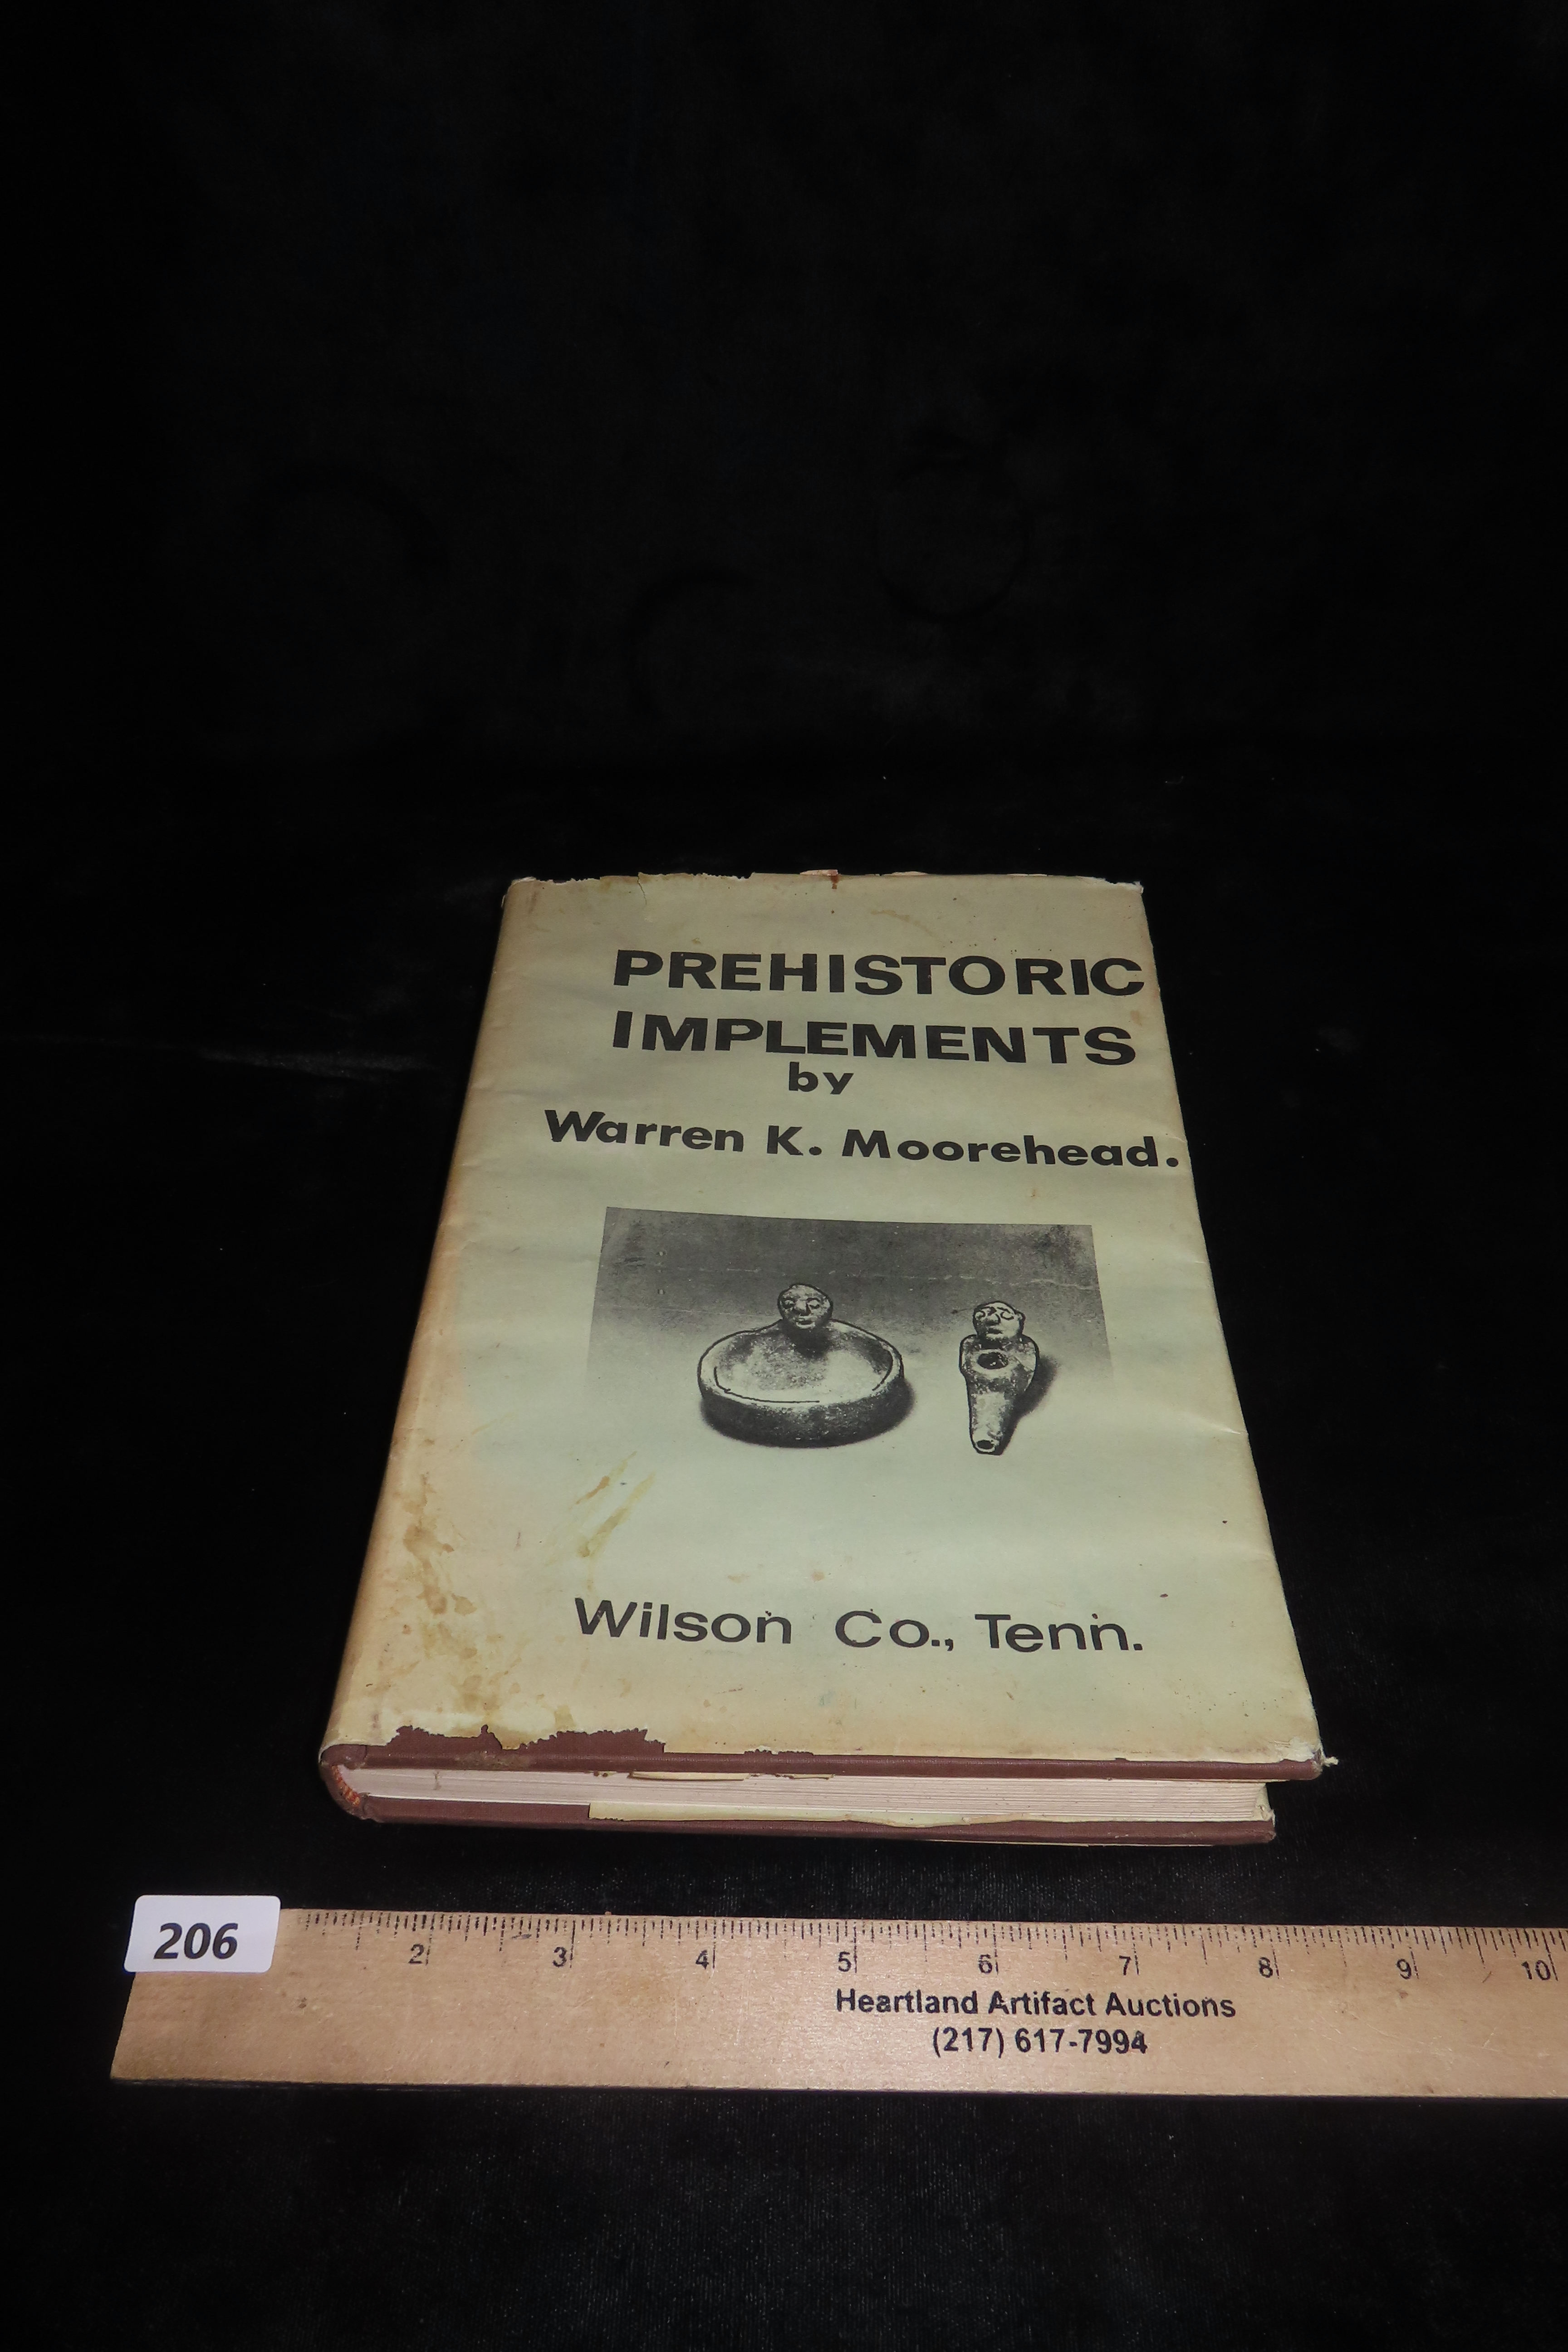 PREHISTORIC
IMPLEMENTS
by
Warren K. Moorehead.
Wilson Co., Tenn.
206
2 3 4 5 6 7 8 9 10
Heartland Artifact Auctions
(217) 617-7994